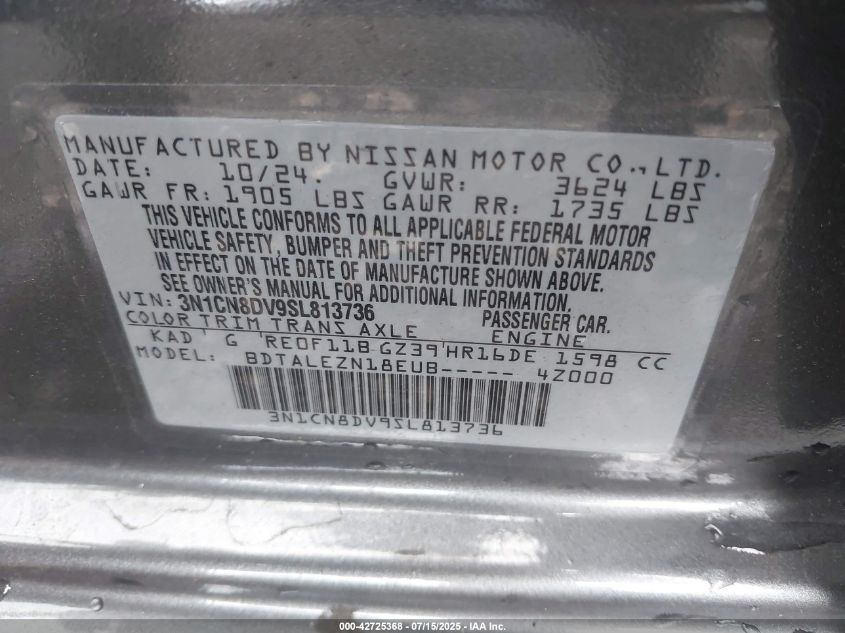 MANUFACTURED BY NISSAN MOTOR CO., LTD.
DATE: 10/24. GVWR: 3624 LBS
GAWR FR: 1905 LBS GAWR RR: 1735 LBS
THIS VEHICLE CONFORMS TO ALL APPLICABLE FEDERAL MOTOR
VEHICLE SAFETY, BUMPER AND THEFT PREVENTION STANDARDS
IN EFFECT ON THE DATE OF MANUFACTURE SHOWN ABOVE.
SEE OWNER'S MANUAL FOR ADDITIONAL INFORMATION.
VIN: 3N1CN8DV9SL813736 PASSENGER CAR.
COLOR TRIM TRANS AXLE ENGINE
KAD G RE0F11B GZ39 HR16DE 1598 CC
MODEL: BDTALEZN18EUB----- 4Z000
3N1CN8DV9SL813736
000-42725368 - 07/15/2025 - IAA Inc.